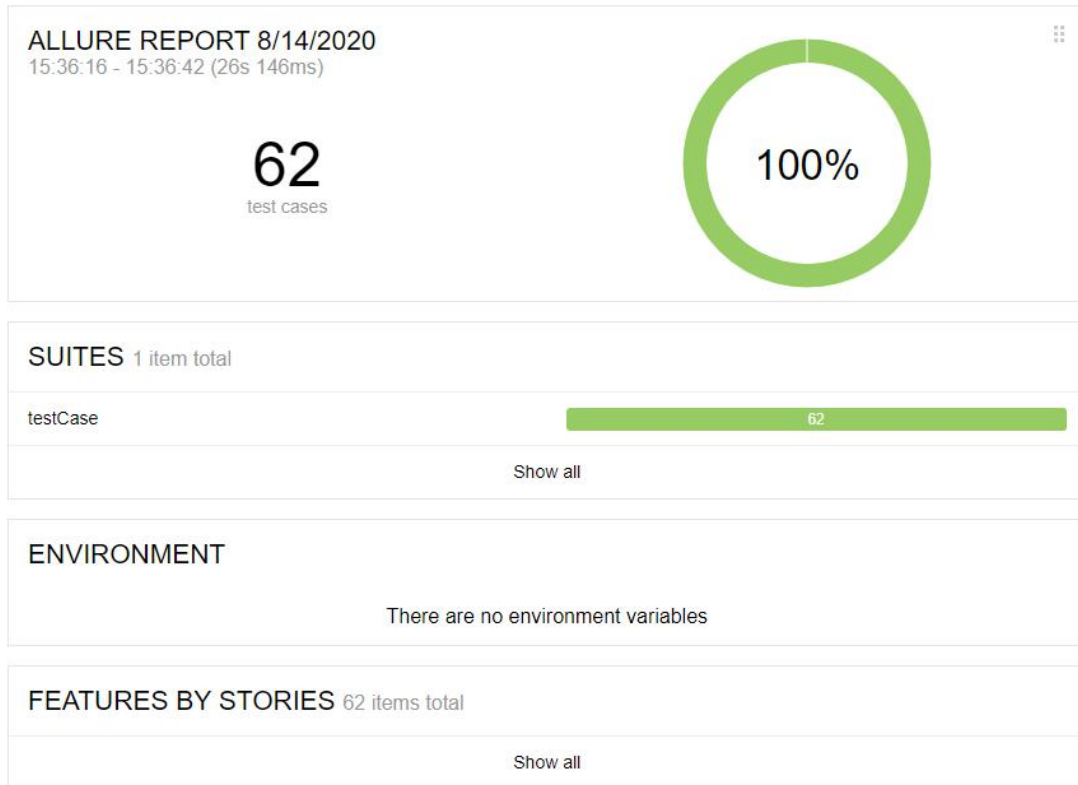 ALLURE REPORT 8/14/2020
15:36:16 - 15:36:42 (26s 146ms)
62
test cases
100%
SUITES 1 item total
testCase 62
Show all
ENVIRONMENT
There are no environment variables
FEATURES BY STORIES 62 items total
Show all